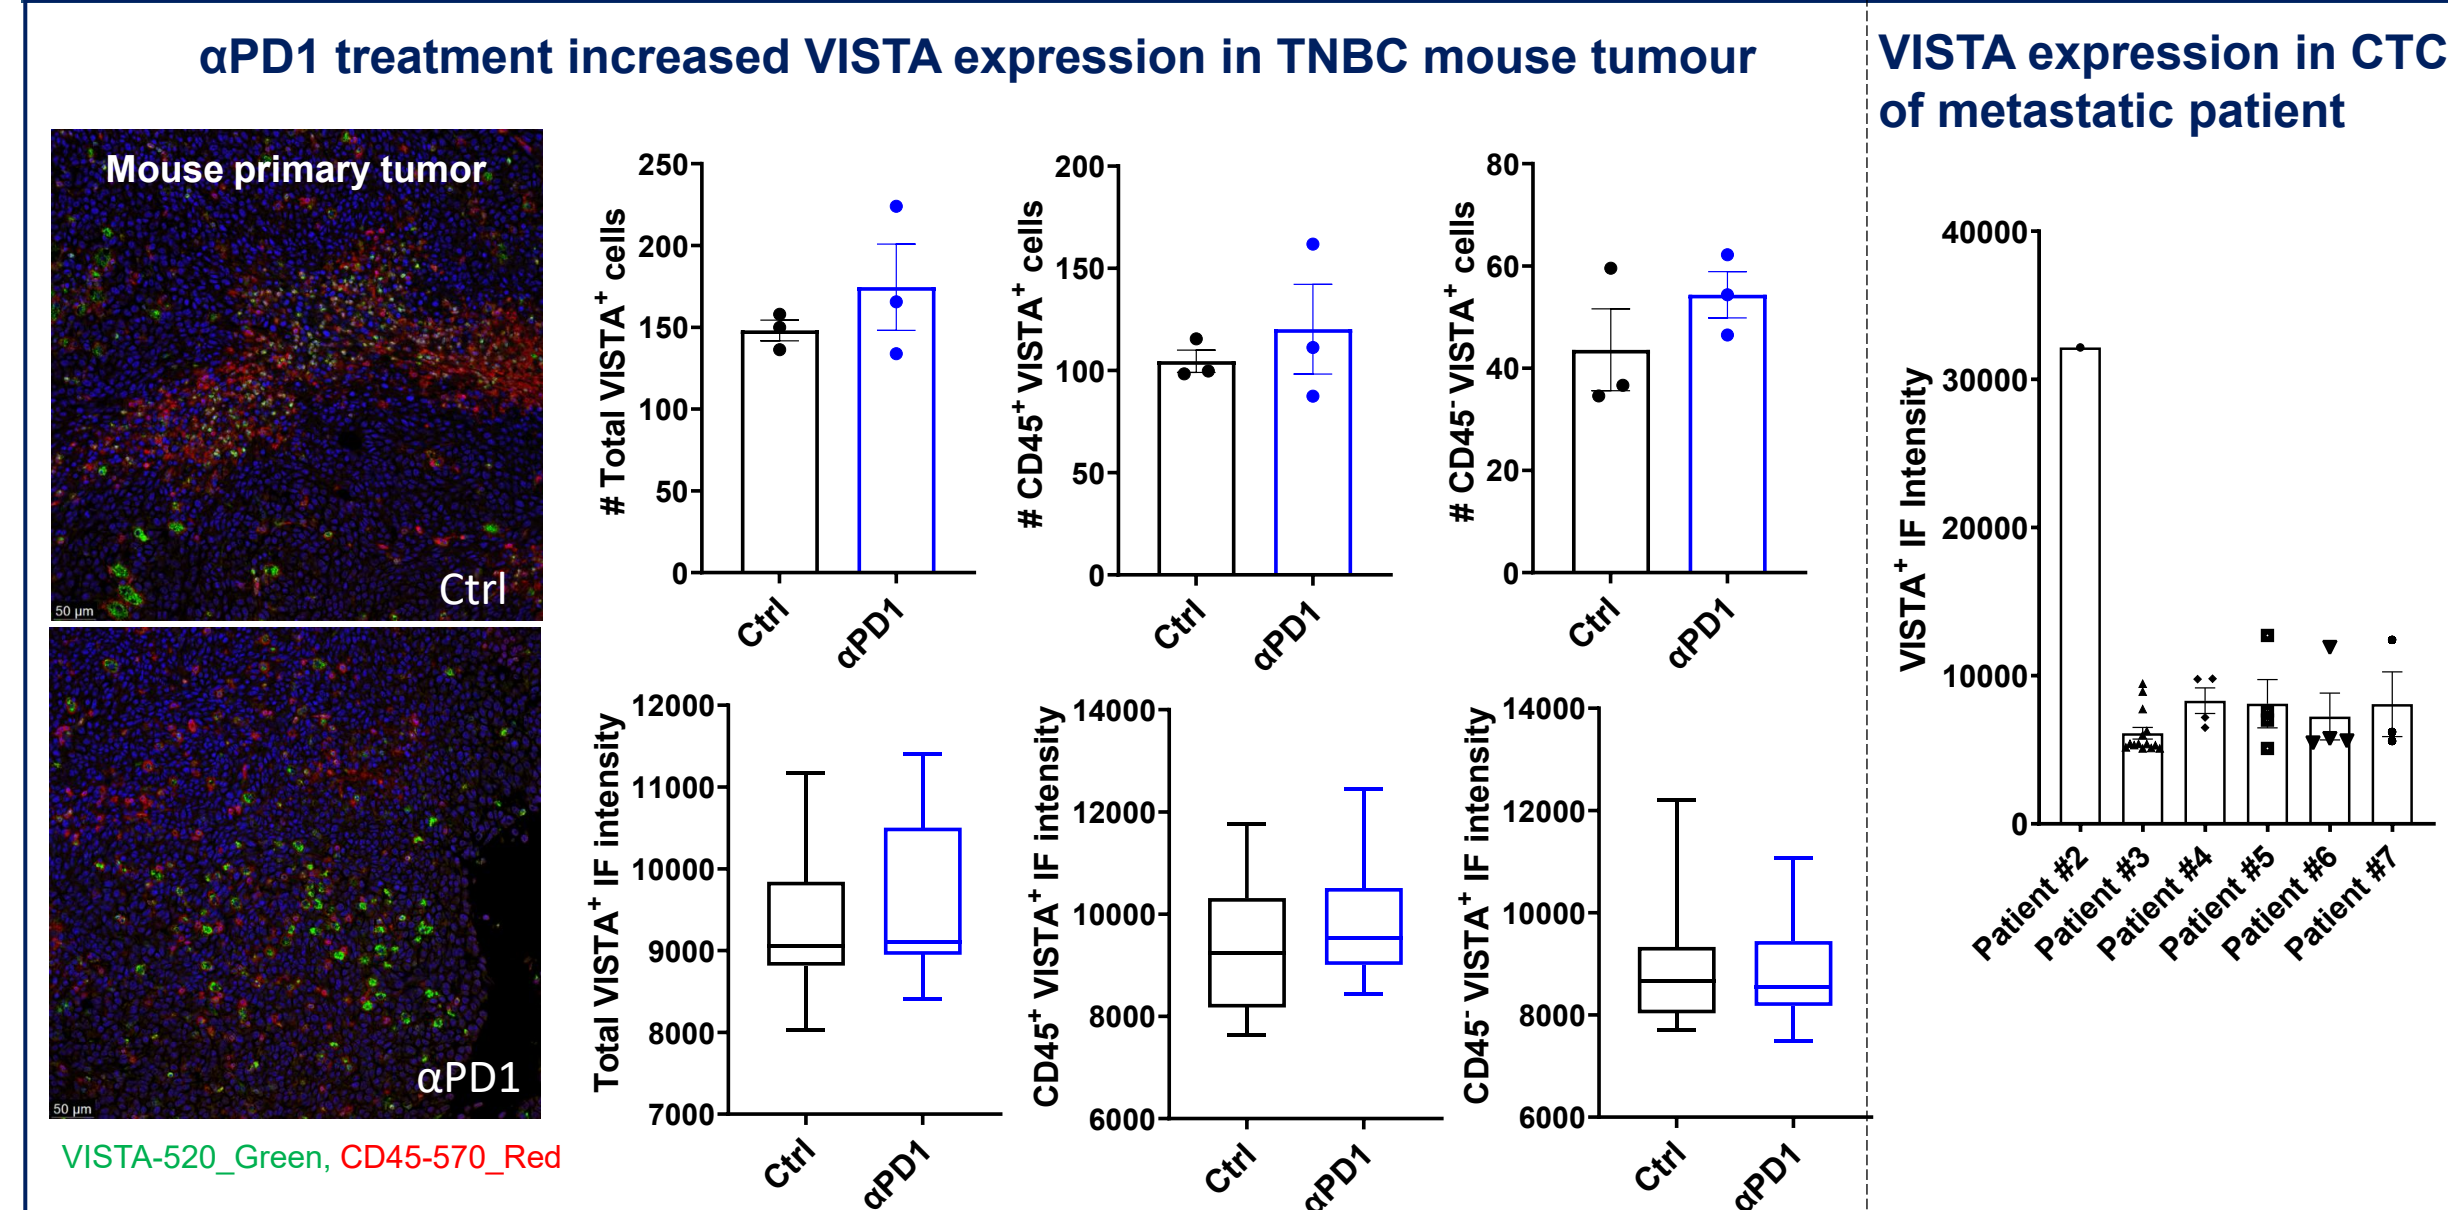 αPD1 treatment increased VISTA expression in TNBC mouse tumour
Mouse primary tumor
Ctrl
50 µm
αPD1
50 µm
VISTA-520_Green, CD45-570_Red
# Total VISTA⁺ cells
250
200
150
100
50
0
Ctrl
αPD1
# CD45⁺ VISTA⁺ cells
200
150
100
50
0
Ctrl
αPD1
# CD45⁻ VISTA⁺ cells
80
60
40
20
0
Ctrl
αPD1
Total VISTA⁺ IF intensity
12000
11000
10000
9000
8000
7000
Ctrl
αPD1
CD45⁺ VISTA⁺ IF intensity
14000
12000
10000
8000
6000
Ctrl
αPD1
CD45⁻ VISTA⁺ IF intensity
14000
12000
10000
8000
6000
Ctrl
αPD1
VISTA expression in CTC
of metastatic patient
VISTA⁺ IF Intensity
40000
30000
20000
10000
0
Patient #2
Patient #3
Patient #4
Patient #5
Patient #6
Patient #7